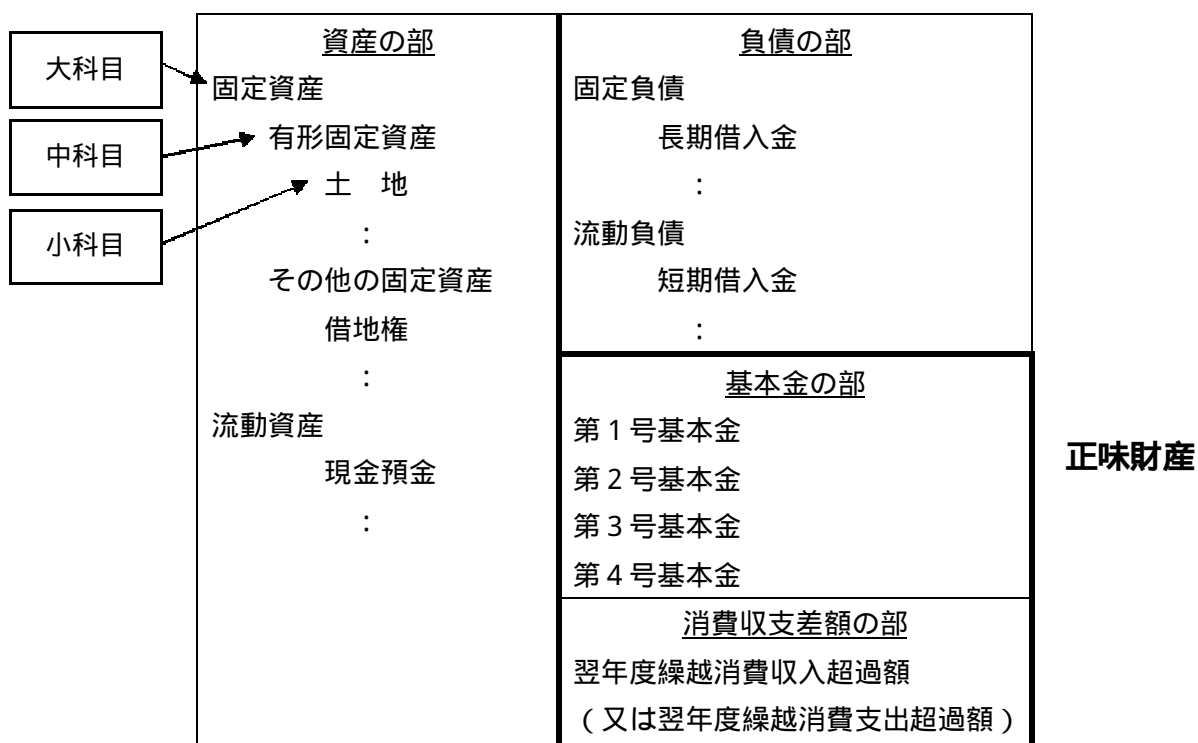 大科目
中科目
小科目
資産の部
固定資産
有形固定資産
土　地
：
その他の固定資産
借地権
：
流動資産
現金預金
：
負債の部
固定負債
長期借入金
：
流動負債
短期借入金
：
基本金の部
第１号基本金
第２号基本金
第３号基本金
第４号基本金
消費収支差額の部
翌年度繰越消費収入超過額
（又は翌年度繰越消費支出超過額）
正味財産